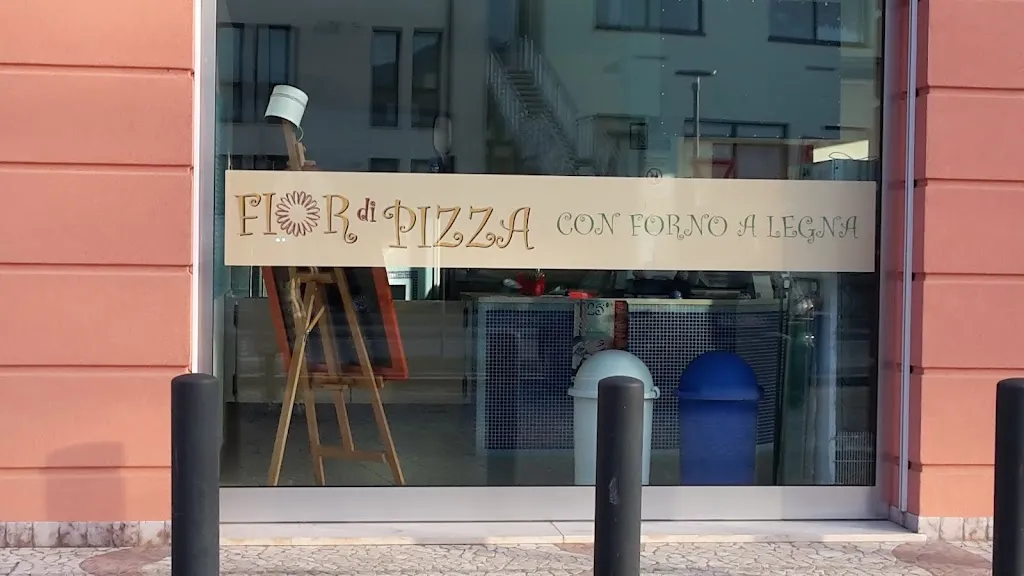 FIOR di PIZZA CON FORNO A LEGNA